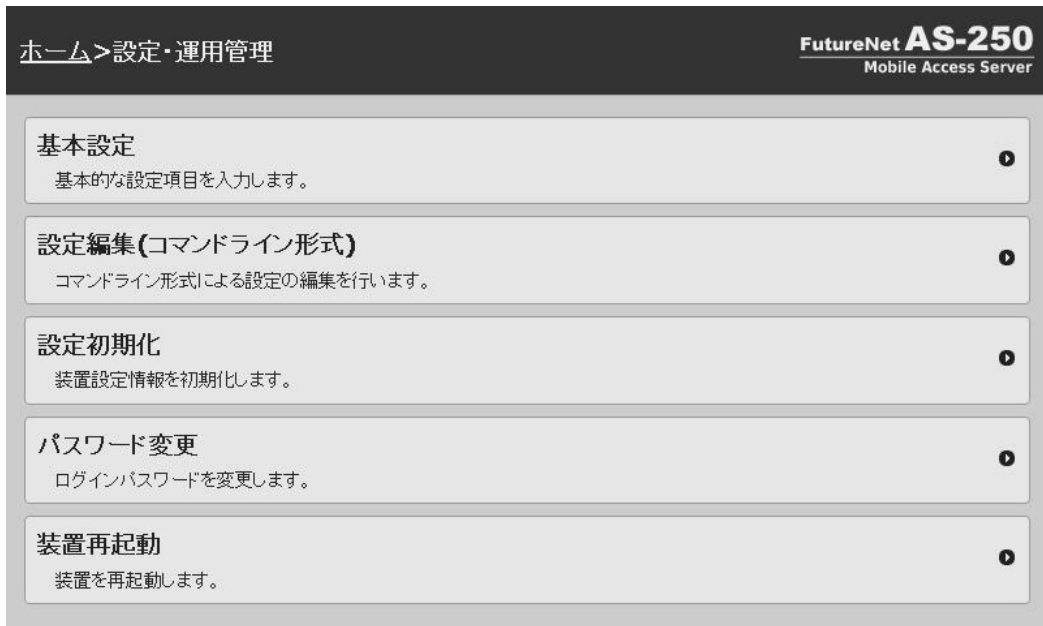 ホーム>設定・運用管理
FutureNet AS-250
Mobile Access Server
基本設定
基本的な設定項目を入力します。
設定編集(コマンドライン形式)
コマンドライン形式による設定の編集を行います。
設定初期化
装置設定情報を初期化します。
パスワード変更
ログインパスワードを変更します。
装置再起動
装置を再起動します。